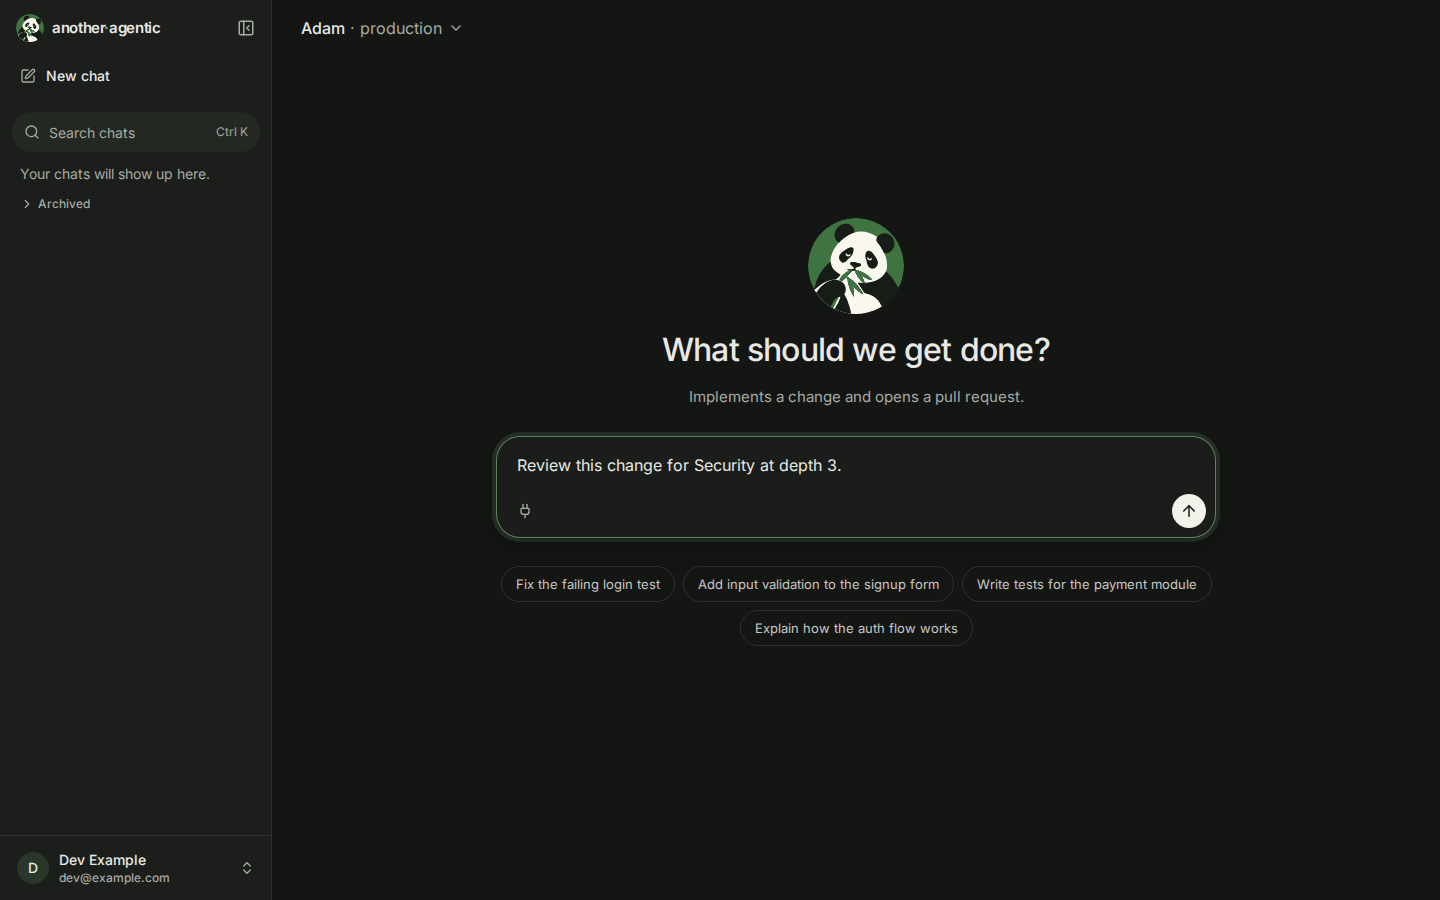 another·agentic
New chat
Search chats Ctrl K
Your chats will show up here.
Archived
Adam · production
What should we get done?
Implements a change and opens a pull request.
Review this change for Security at depth 3.
Fix the failing login test
Add input validation to the signup form
Write tests for the payment module
Explain how the auth flow works
D
Dev Example
dev@example.com